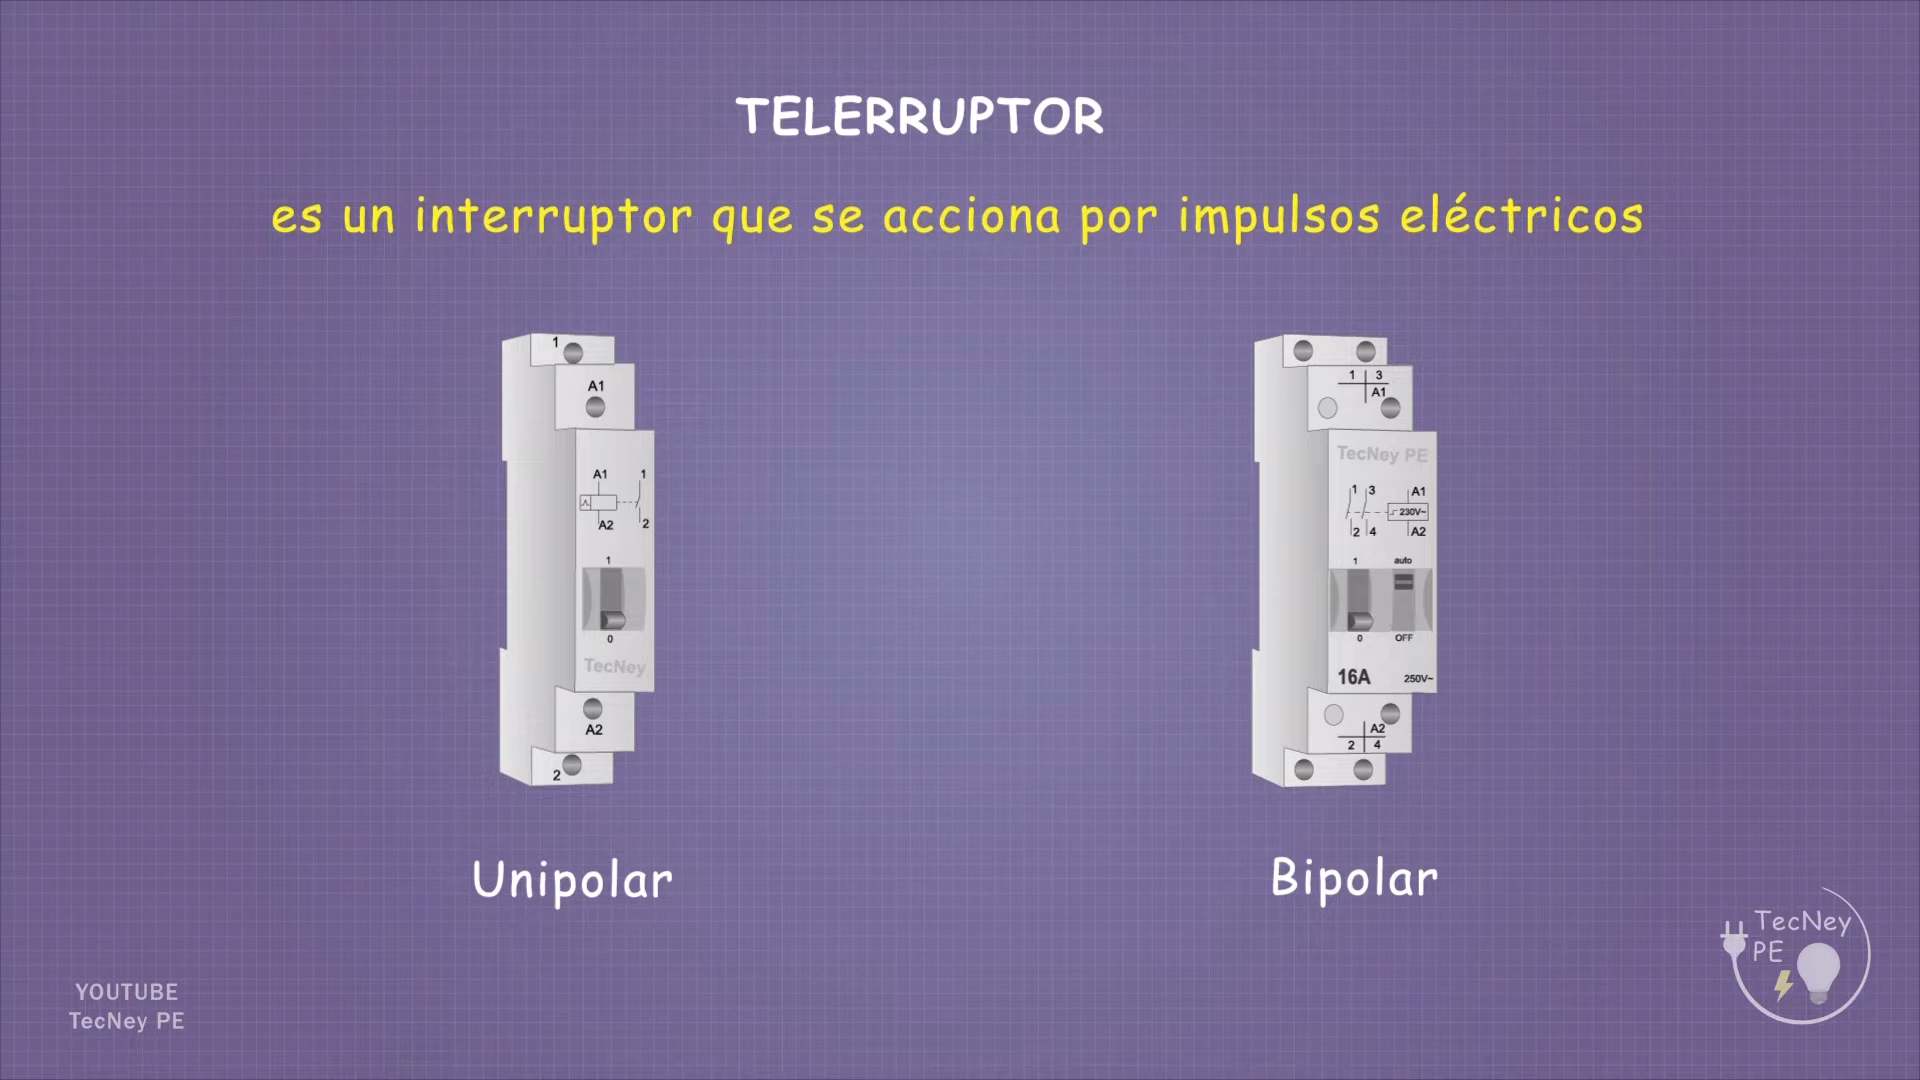 TELERRUPTOR
es un interruptor que se acciona por impulsos eléctricos
1
A1
A1 1
A2 2
1
0
TecNey
A2
2
1 3
A1
TecNey PE
1 3 A1
230V~
2 4 A2
1 auto
0 OFF
16A 250V~
A2
2 4
Unipolar
Bipolar
TecNey
PE
YOUTUBE
TecNey PE